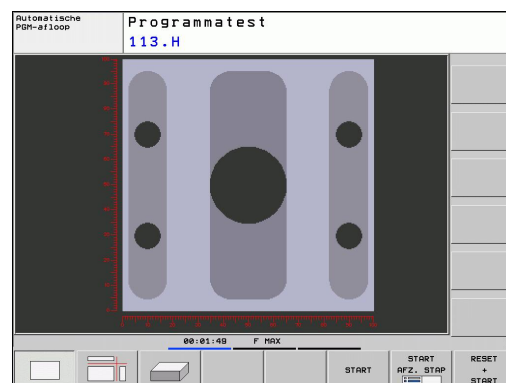 Automatische
PGM-afloop
Programmatest
113.H
00:01:49 F MAX
START
START
AFZ. STAP
RESET
+
START